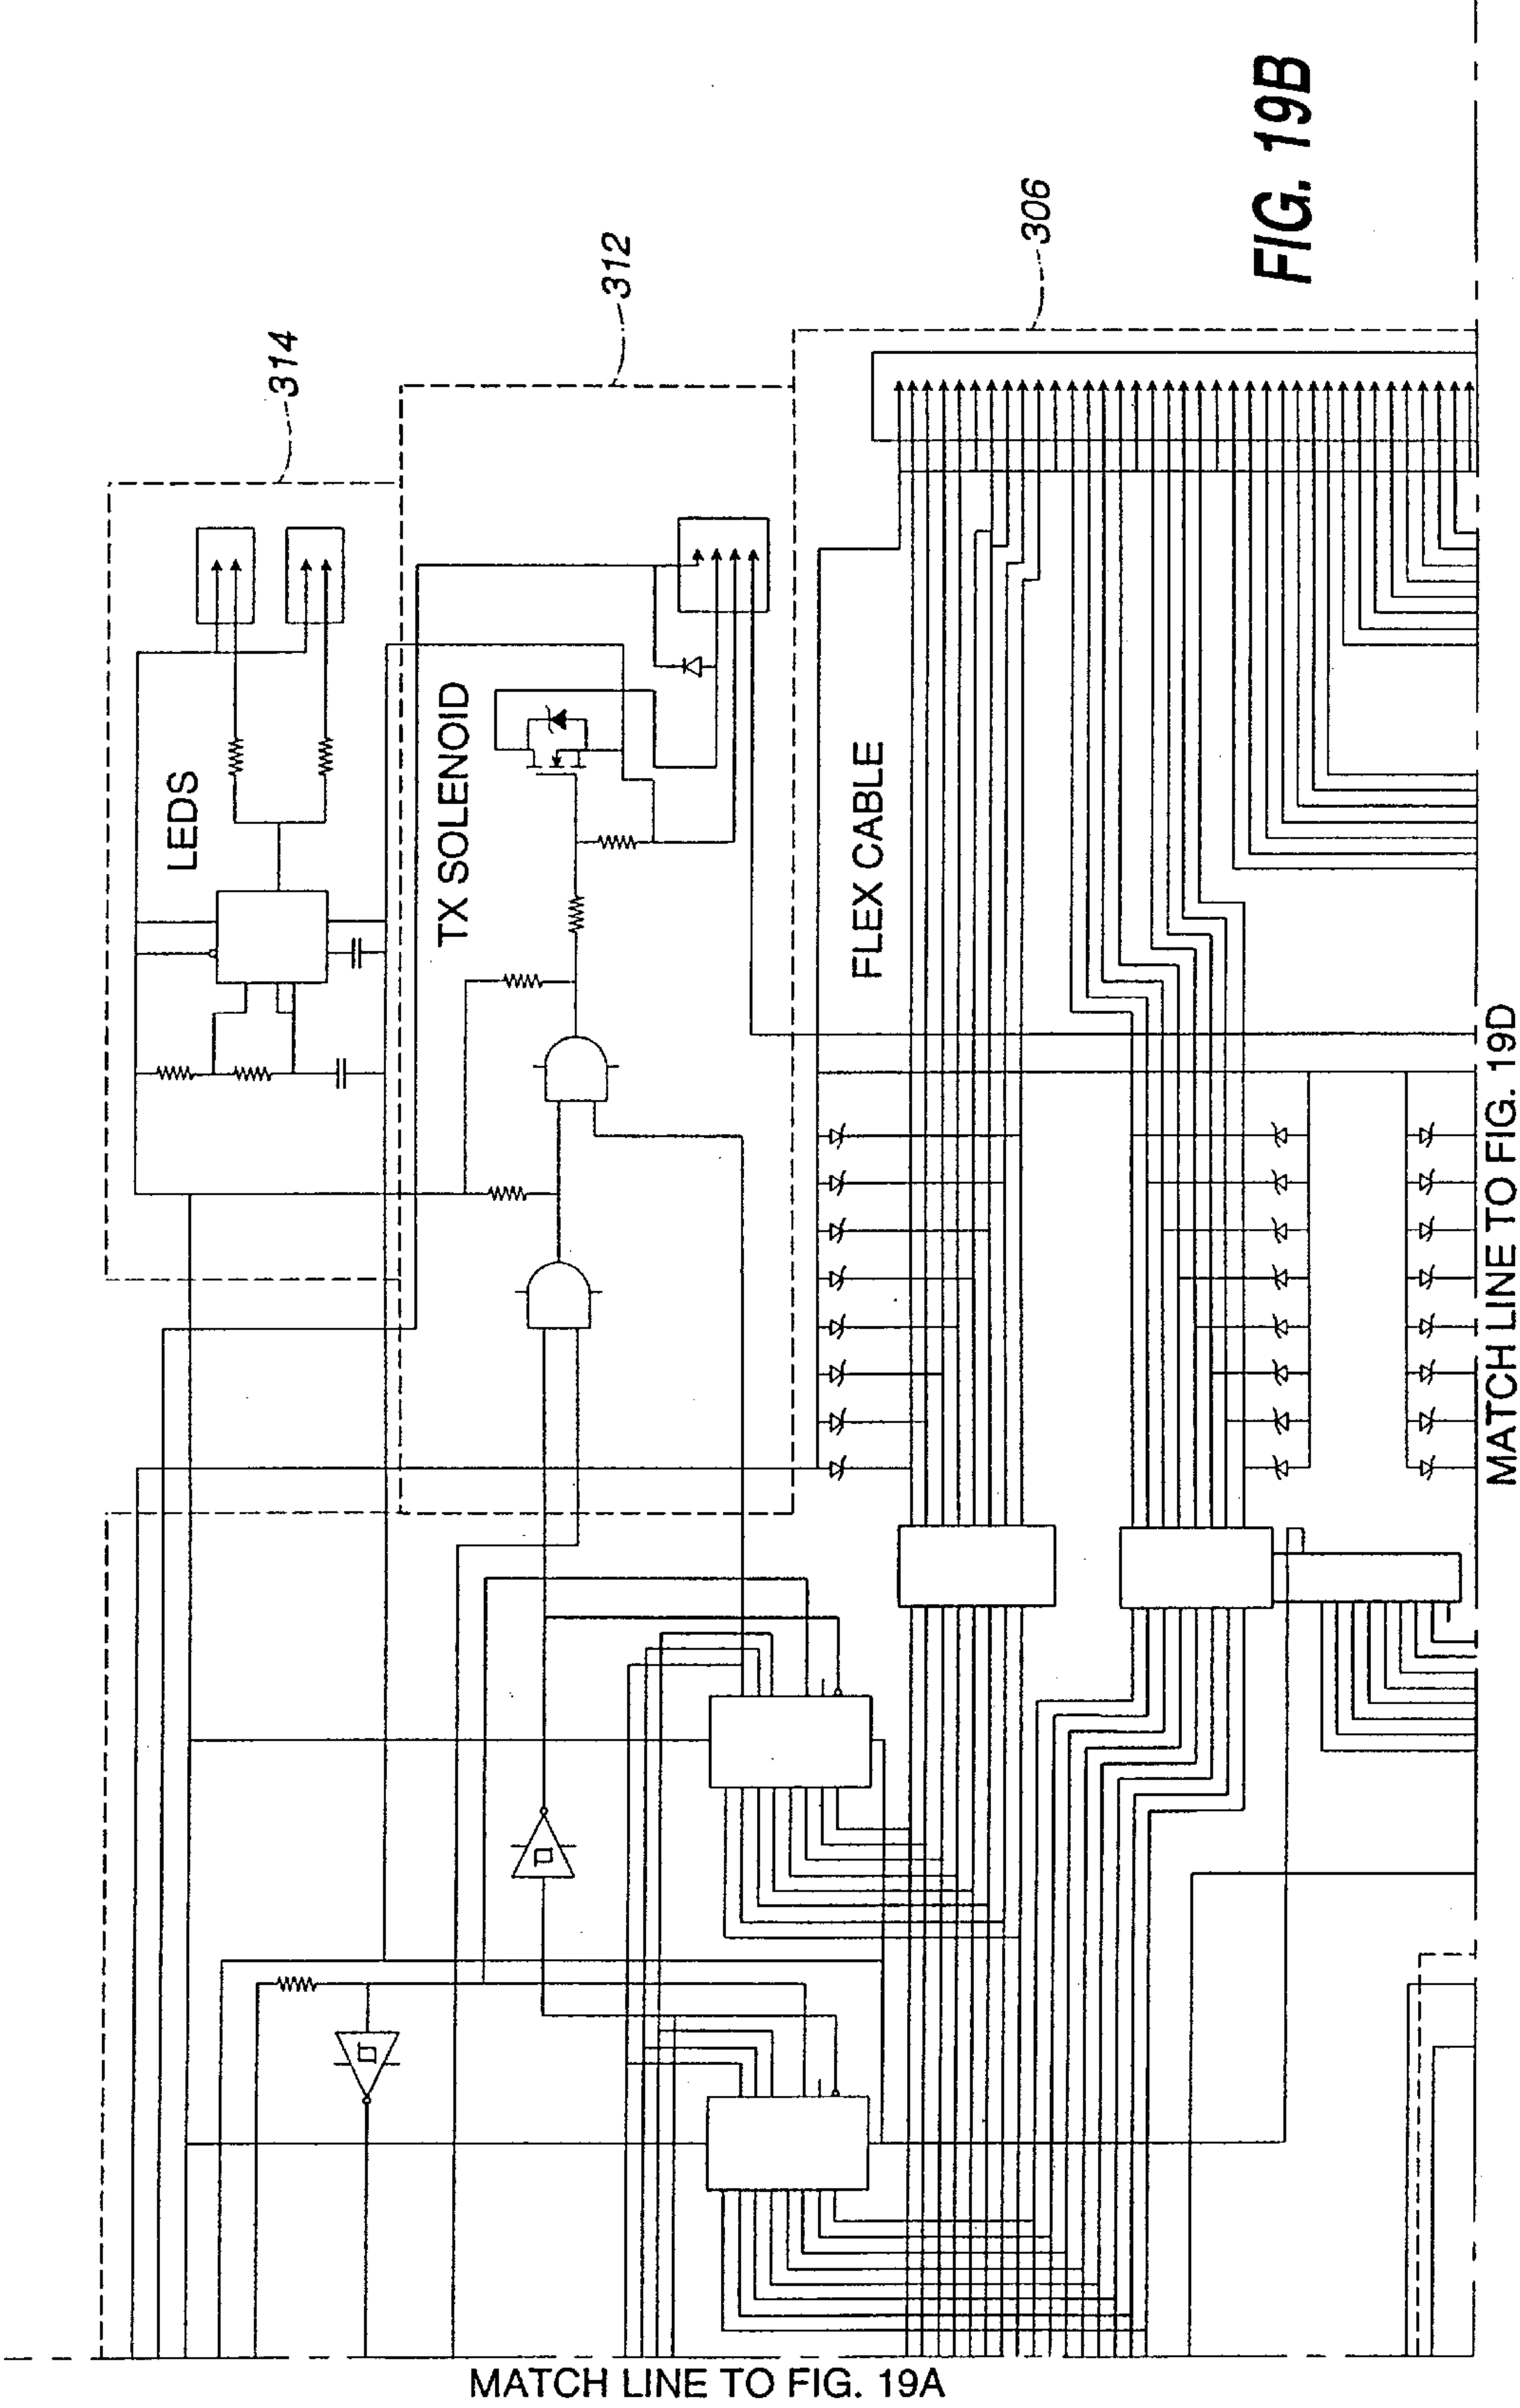 314
LEDS
312
TX SOLENOID
306
FLEX CABLE
FIG. 19B
MATCH LINE TO FIG. 19D
MATCH LINE TO FIG. 19A